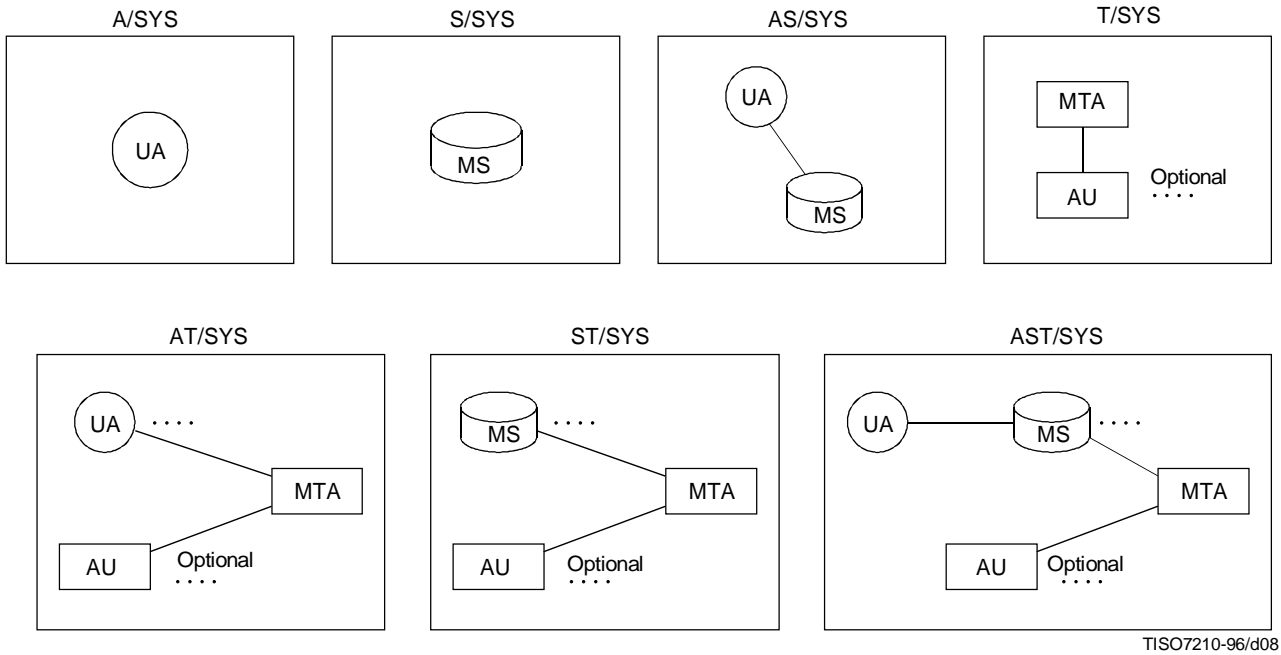 A/SYS
S/SYS
AS/SYS
T/SYS
UA
MS
UA
MS
MTA
AU
Optional
. . . .
AT/SYS
ST/SYS
AST/SYS
UA
. . . .
MTA
AU
Optional
. . . .
MS
. . . .
MTA
AU
Optional
. . . .
UA
MS
. . . .
MTA
AU
Optional
. . . .
TISO7210-96/d08